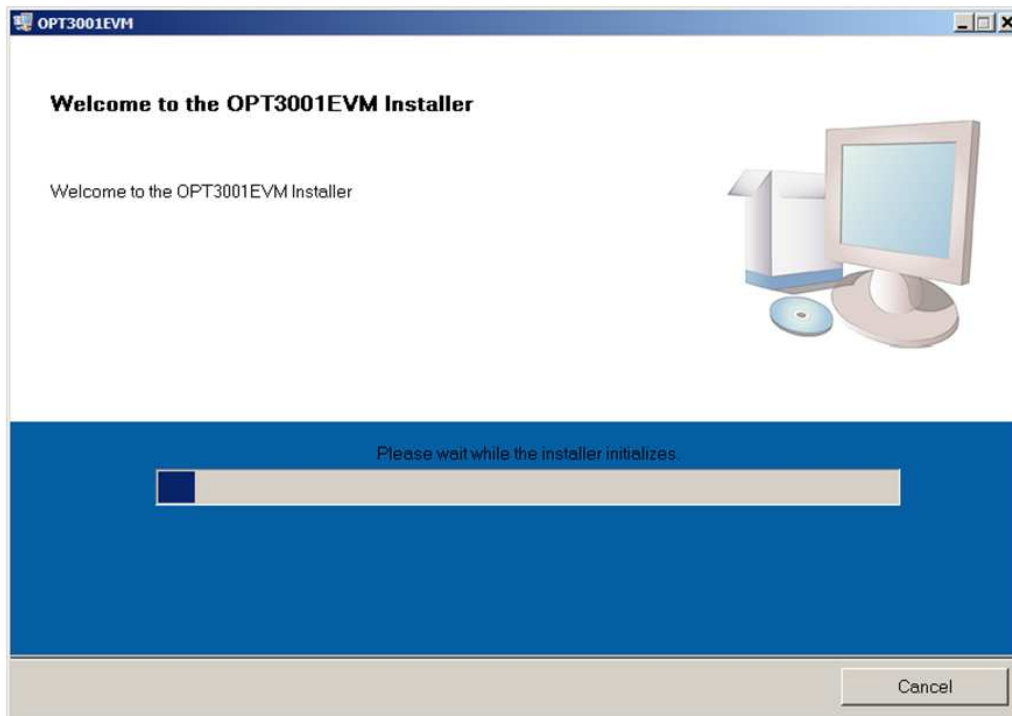 OPT3001EVM
Welcome to the OPT3001EVM Installer
Welcome to the OPT3001EVM Installer
Please wait while the installer initializes.
Cancel